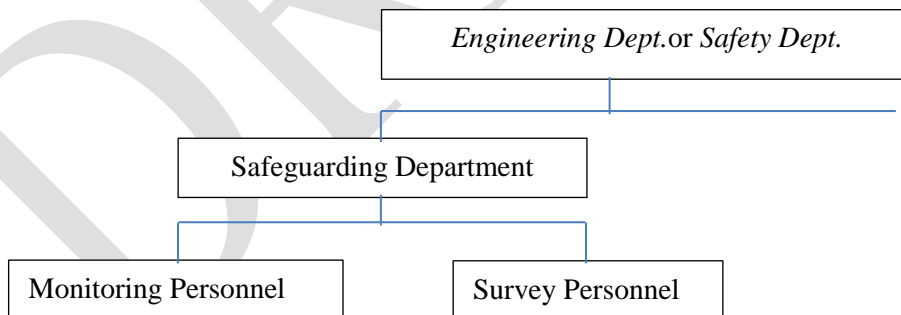 Engineering Dept.or Safety Dept.
Safeguarding Department
Monitoring Personnel
Survey Personnel